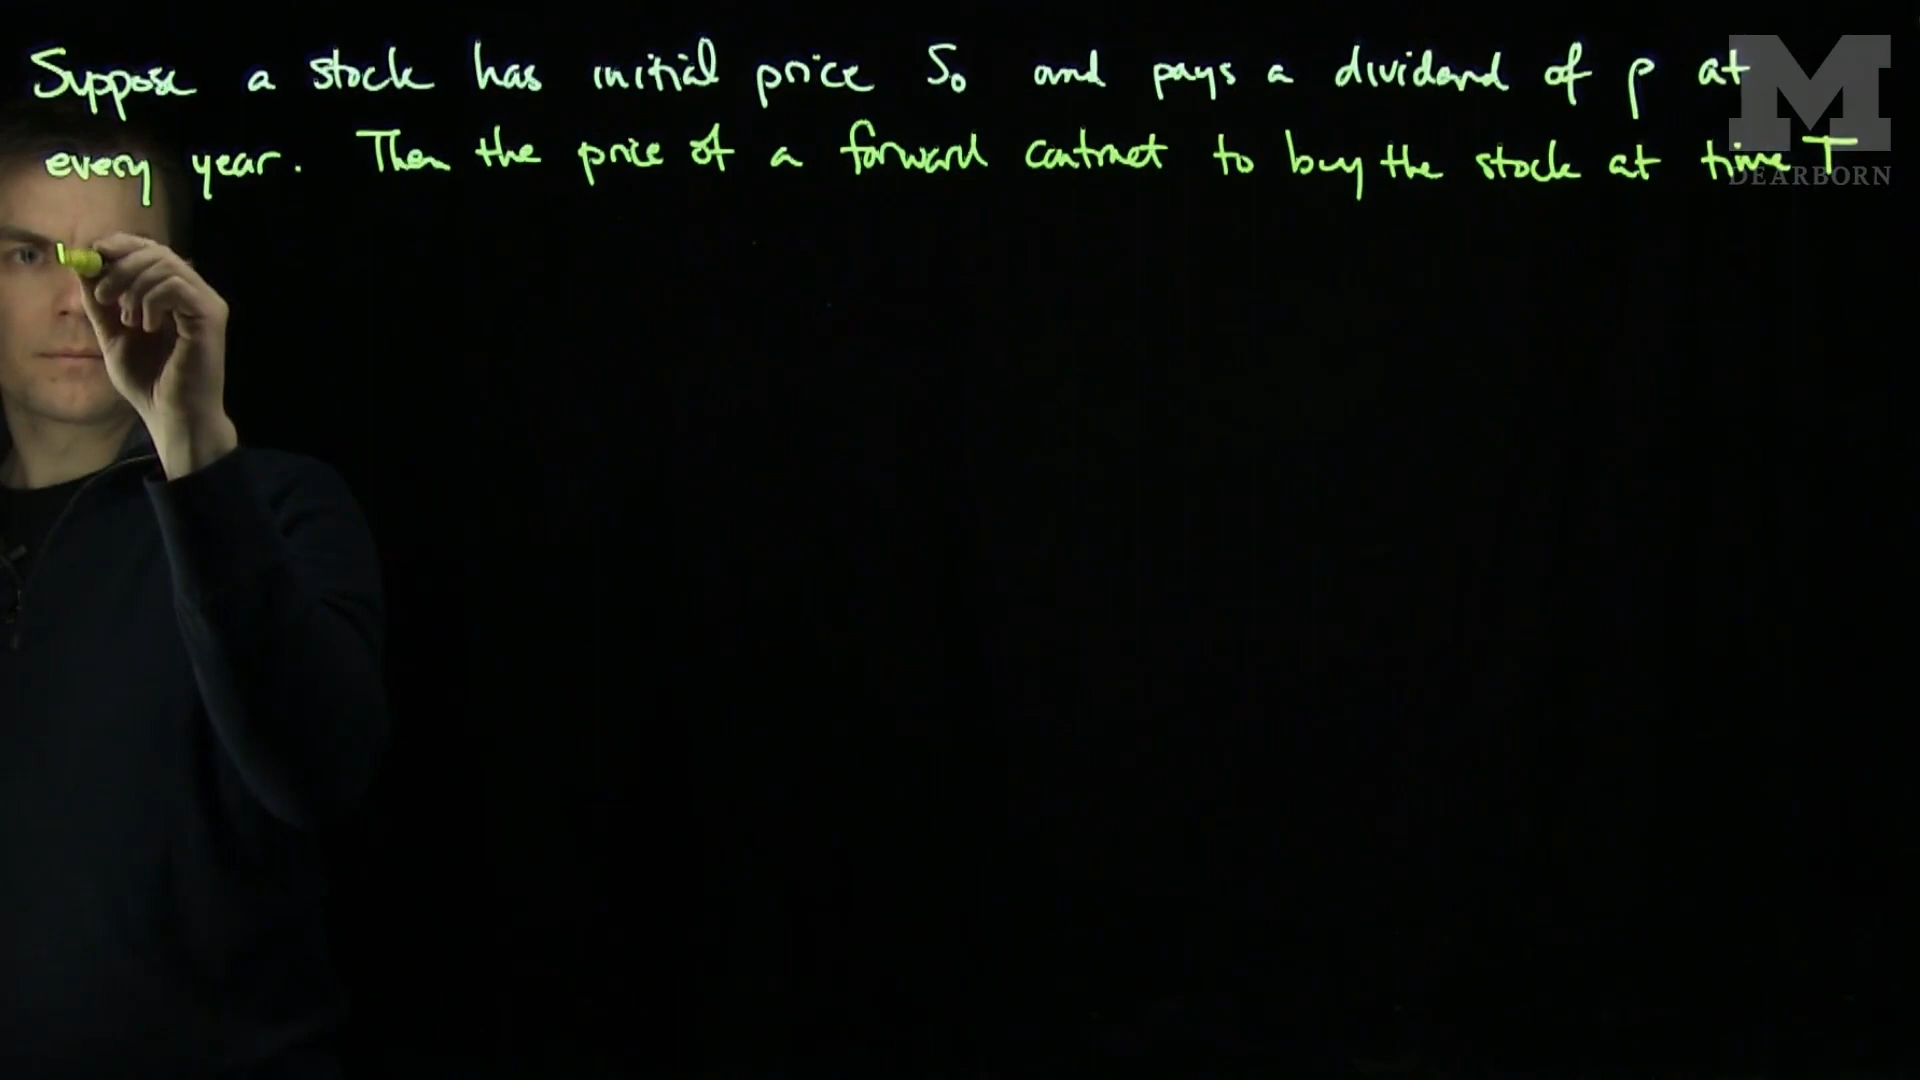 Suppose a stock has initial price S₀ and pays a dividend of ρ at
every year. Then the price of a forward contract to buy the stock at time T
M
DEARBORN